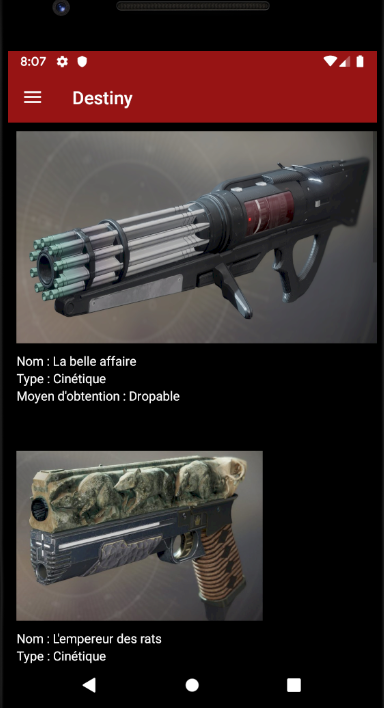 8:07
Destiny
Nom : La belle affaire
Type : Cinétique
Moyen d'obtention : Dropable
Nom : L'empereur des rats
Type : Cinétique